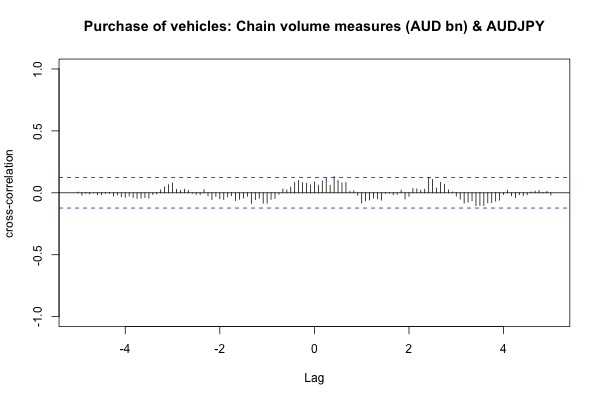 Purchase of vehicles: Chain volume measures (AUD bn) & AUDJPY
cross-correlation
1.0
0.5
0.0
-0.5
-1.0
-4 -2 0 2 4
Lag